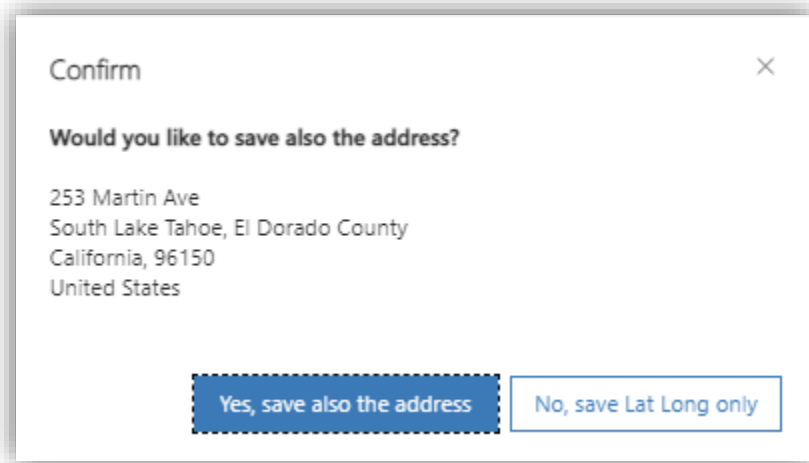 Confirm
Would you like to save also the address?
253 Martin Ave
South Lake Tahoe, El Dorado County
California, 96150
United States
Yes, save also the address
No, save Lat Long only